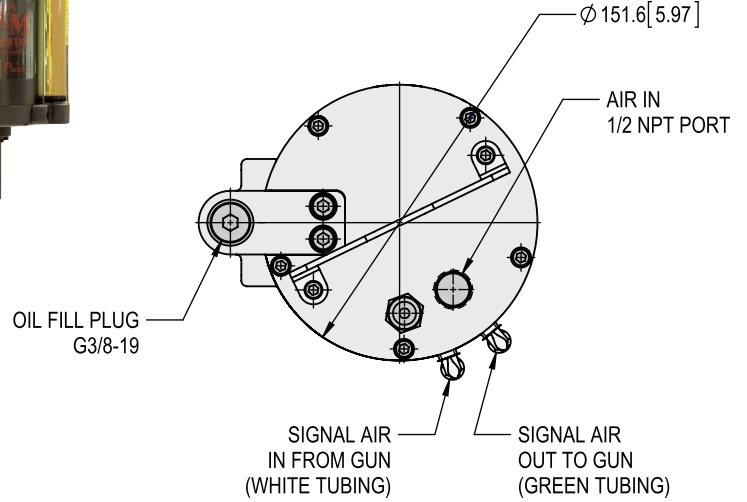 Ø 151.6[5.97]
AIR IN
1/2 NPT PORT
OIL FILL PLUG
G3/8-19
SIGNAL AIR
IN FROM GUN
(WHITE TUBING)
SIGNAL AIR
OUT TO GUN
(GREEN TUBING)